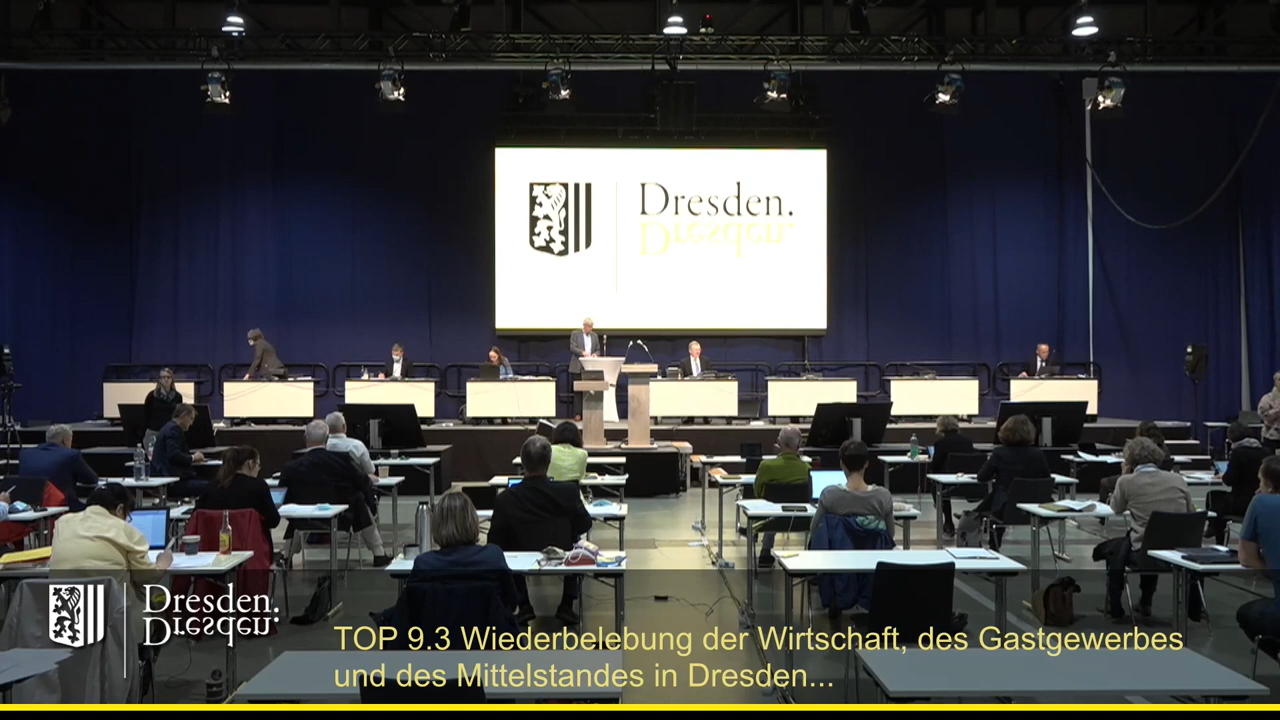 Dresden.
Dresden.
Dresden.
Dresden.
TOP 9.3 Wiederbelebung der Wirtschaft, des Gastgewerbes
und des Mittelstandes in Dresden...